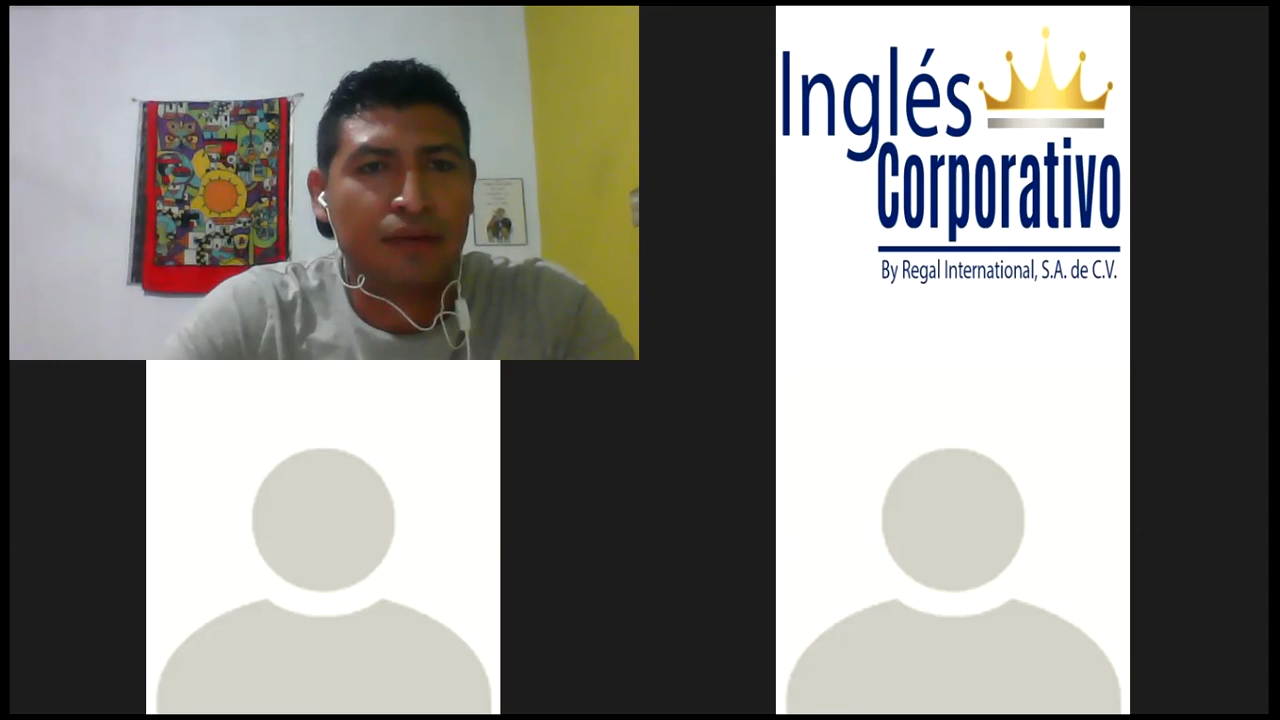 Inglés
Corporativo
By Regal International, S.A. de C.V.